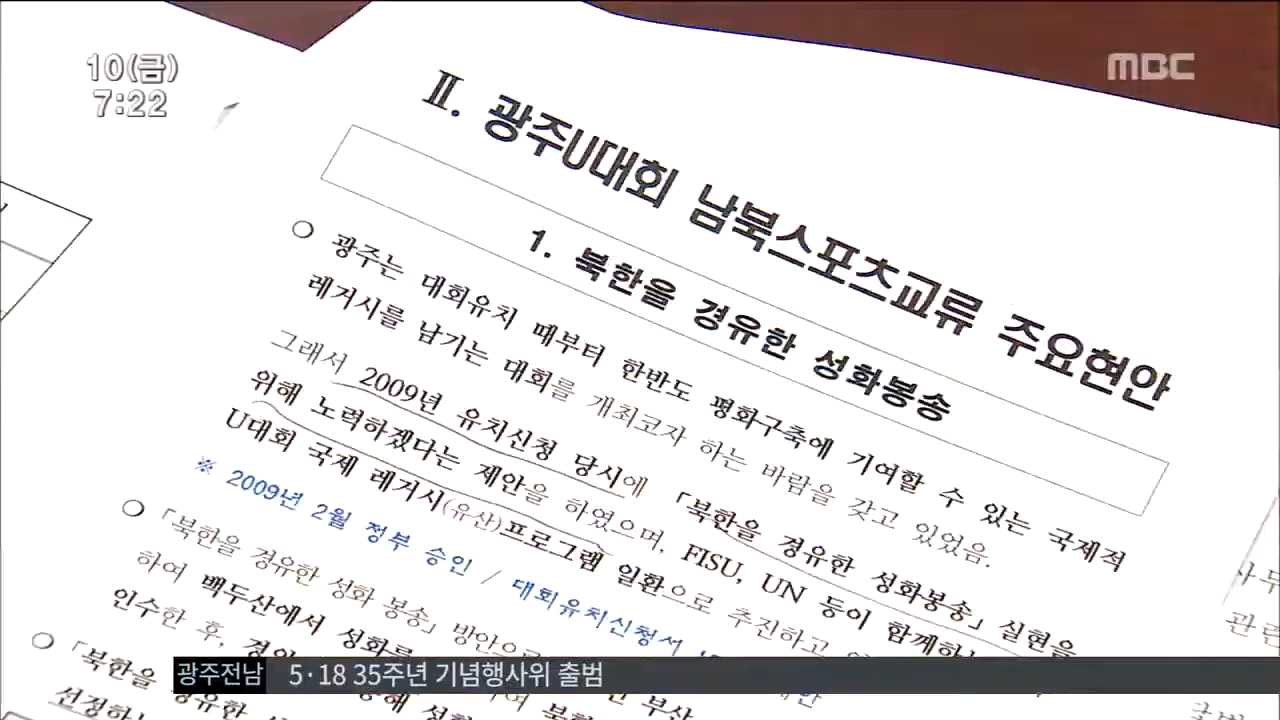 10(금)
7:22
MBC
Ⅱ. 광주U대회 남북스포츠교류 주요현안
1. 북한을 경유한 성화봉송
○ 광주는 대회유치 때부터 한반도 평화구축에 기여할 수 있는 국제적
레거시를 남기는 대회를 개최코자 하는 바람을 갖고 있었음.
그래서 2009년 유치신청 당시에 「북한을 경유한 성화봉송」 실현을
위해 노력하겠다는 제안을 하였으며, FISU, UN 등이 함께하는
U대회 국제 레거시(유산)프로그램 일환으로 추진하고
※ 2009년 2월 정부 승인 / 대회유치신청서
○ 「북한을 경유한 성화 봉송」 방안으로
하여 백두산에서 성화를
인수한 후,
부산
○ 「북한을 경유한
선정하
광주전남 5·18 35주년 기념행사위 출범